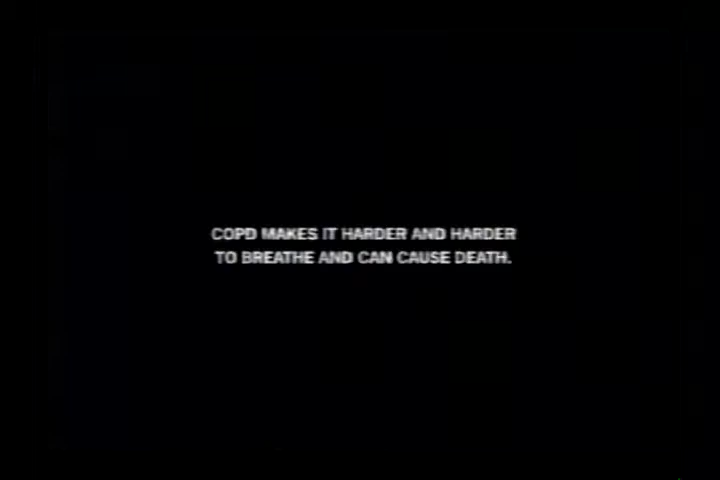 COPD MAKES IT HARDER AND HARDER
TO BREATHE AND CAN CAUSE DEATH.